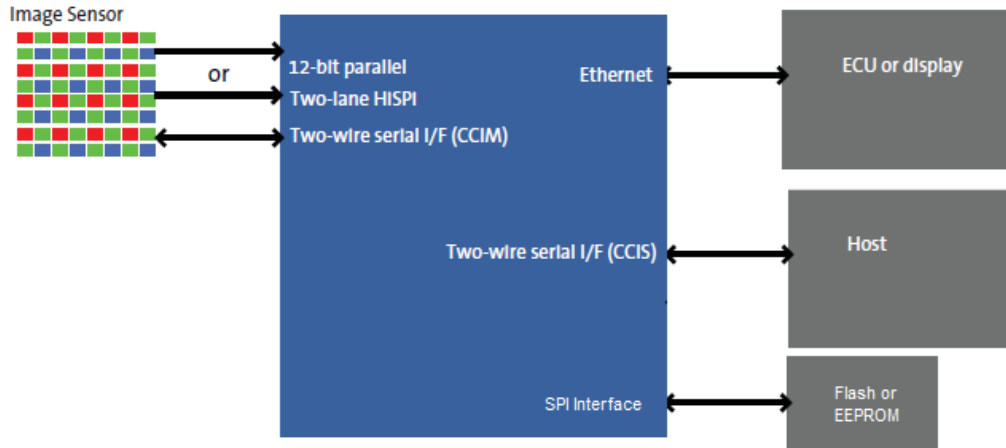 Image Sensor
or
12-bit parallel
Two-lane HiSPI
Two-wire serial I/F (CCIM)
Ethernet
ECU or display
Two-wire serial I/F (CCIS)
Host
SPI Interface
Flash or
EEPROM